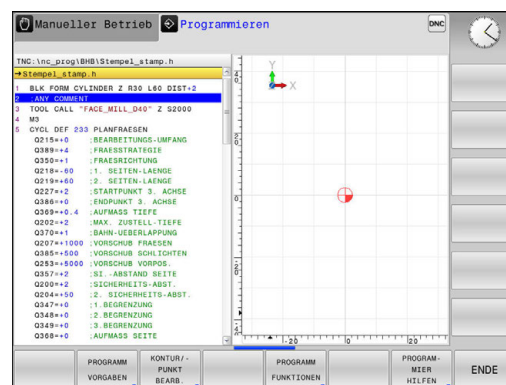 Manueller Betrieb
Programmieren
DNC
TNC:\nc_prog\BHB\Stempel_stamp.h
→Stempel_stamp.h
1 BLK FORM CYLINDER Z R30 L60 DIST+2
2 ;ANY COMMENT
3 TOOL CALL "FACE_MILL_D40" Z S2000
4 M3
5 CYCL DEF 233 PLANFRAESEN
Q215=+0 ;BEARBEITUNGS-UMFANG
Q389=+4 ;FRAESSTRATEGIE
Q350=+1 ;FRAESRICHTUNG
Q218=-60 ;1. SEITEN-LAENGE
Q219=+60 ;2. SEITEN-LAENGE
Q227=+2 ;STARTPUNKT 3. ACHSE
Q386=+0 ;ENDPUNKT 3. ACHSE
Q369=+0.4 ;AUFMASS TIEFE
Q202=+2 ;MAX. ZUSTELL-TIEFE
Q370=+1 ;BAHN-UEBERLAPPUNG
Q207=+1000 ;VORSCHUB FRAESEN
Q385=+500 ;VORSCHUB SCHLICHTEN
Q253=+5000 ;VORSCHUB VORPOS.
Q357=+2 ;SI.-ABSTAND SEITE
Q200=+2 ;SICHERHEITS-ABST.
Q204=+50 ;2. SICHERHEITS-ABST.
Q347=+0 ;1.BEGRENZUNG
Q348=+0 ;2.BEGRENZUNG
Q349=+0 ;3.BEGRENZUNG
Q368=+0 ;AUFMASS SEITE
Y
X
-20 0 20
PROGRAMM VORGABEN
KONTUR/- PUNKT BEARB.
PROGRAMM FUNKTIONEN
PROGRAM- MIER HILFEN
ENDE